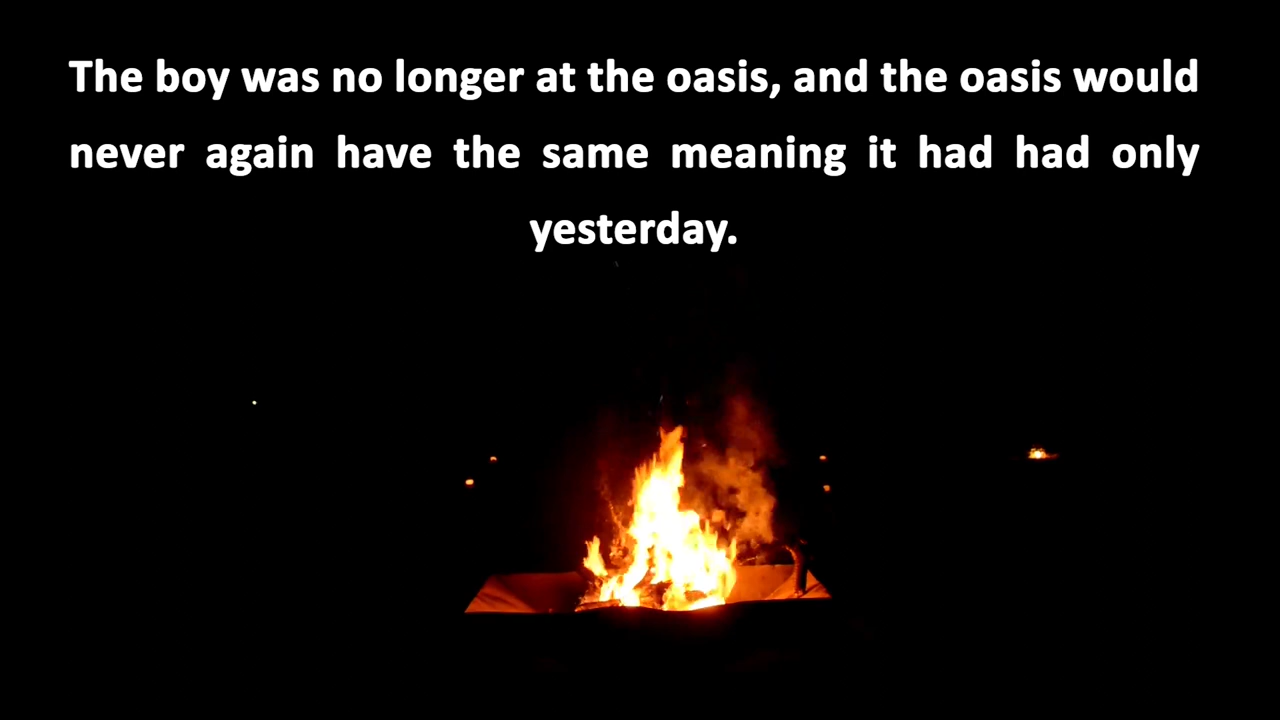 The boy was no longer at the oasis, and the oasis would
never again have the same meaning it had had only
yesterday.